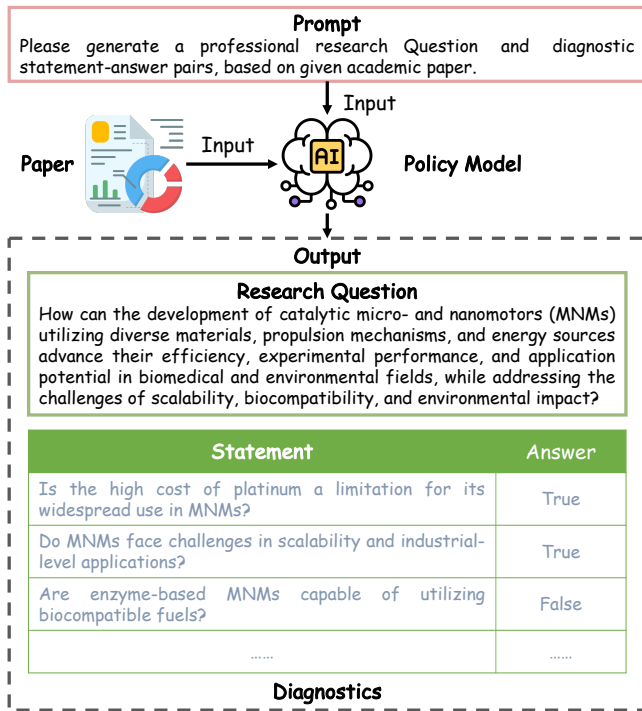 Prompt
Please generate a professional research Question and diagnostic
statement-answer pairs, based on given academic paper.
Input
Input
Paper
AI
Policy Model
Output
Research Question
How can the development of catalytic micro- and nanomotors (MNMs)
utilizing diverse materials, propulsion mechanisms, and energy sources
advance their efficiency, experimental performance, and application
potential in biomedical and environmental fields, while addressing the
challenges of scalability, biocompatibility, and environmental impact?
Statement
Answer
Is the high cost of platinum a limitation for its
widespread use in MNMs?
True
Do MNMs face challenges in scalability and industrial-
level applications?
True
Are enzyme-based MNMs capable of utilizing
biocompatible fuels?
False
......
......
Diagnostics